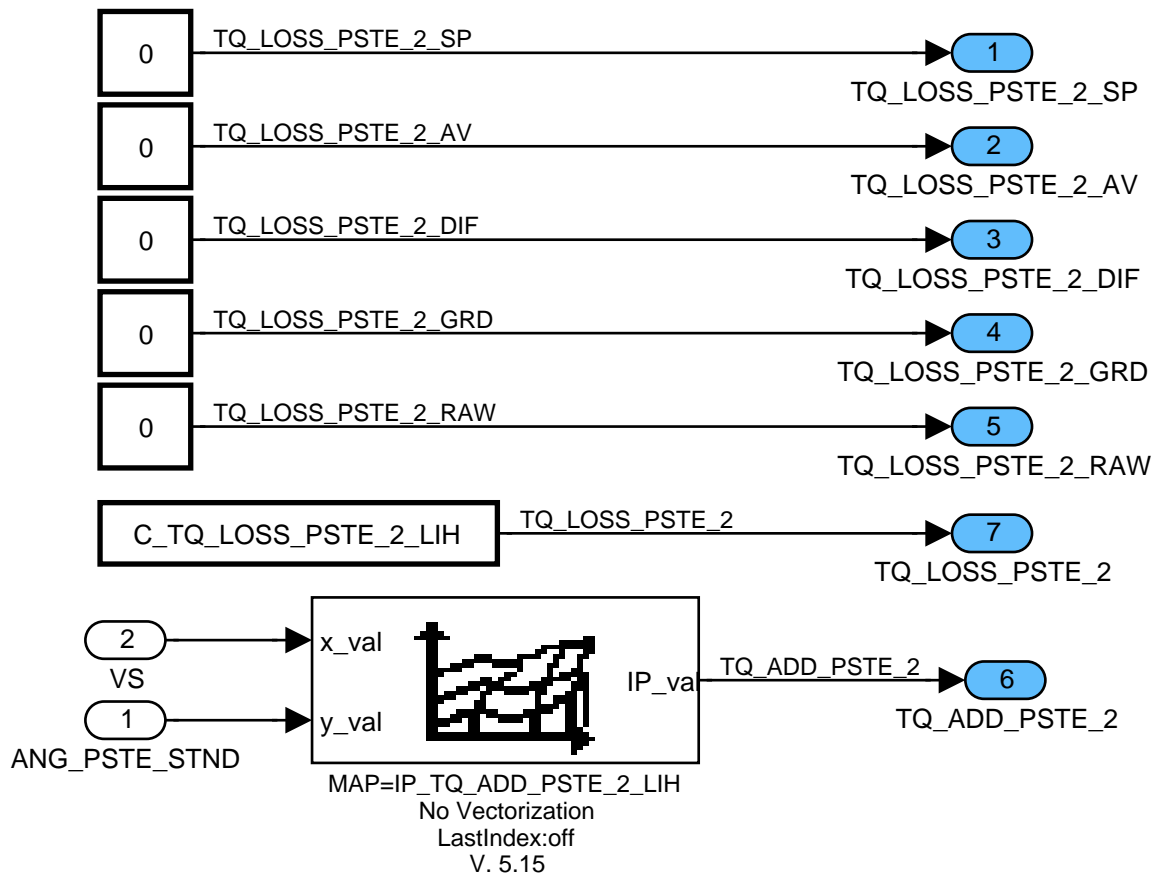 0
TQ_LOSS_PSTE_2_SP
1
TQ_LOSS_PSTE_2_SP
0
TQ_LOSS_PSTE_2_AV
2
TQ_LOSS_PSTE_2_AV
0
TQ_LOSS_PSTE_2_DIF
3
TQ_LOSS_PSTE_2_DIF
0
TQ_LOSS_PSTE_2_GRD
4
TQ_LOSS_PSTE_2_GRD
0
TQ_LOSS_PSTE_2_RAW
5
TQ_LOSS_PSTE_2_RAW
C_TQ_LOSS_PSTE_2_LIH
TQ_LOSS_PSTE_2
7
TQ_LOSS_PSTE_2
2
VS
x_val
1
ANG_PSTE_STND
y_val
IP_val
TQ_ADD_PSTE_2
6
TQ_ADD_PSTE_2
MAP=IP_TQ_ADD_PSTE_2_LIH
No Vectorization
LastIndex:off
V. 5.15